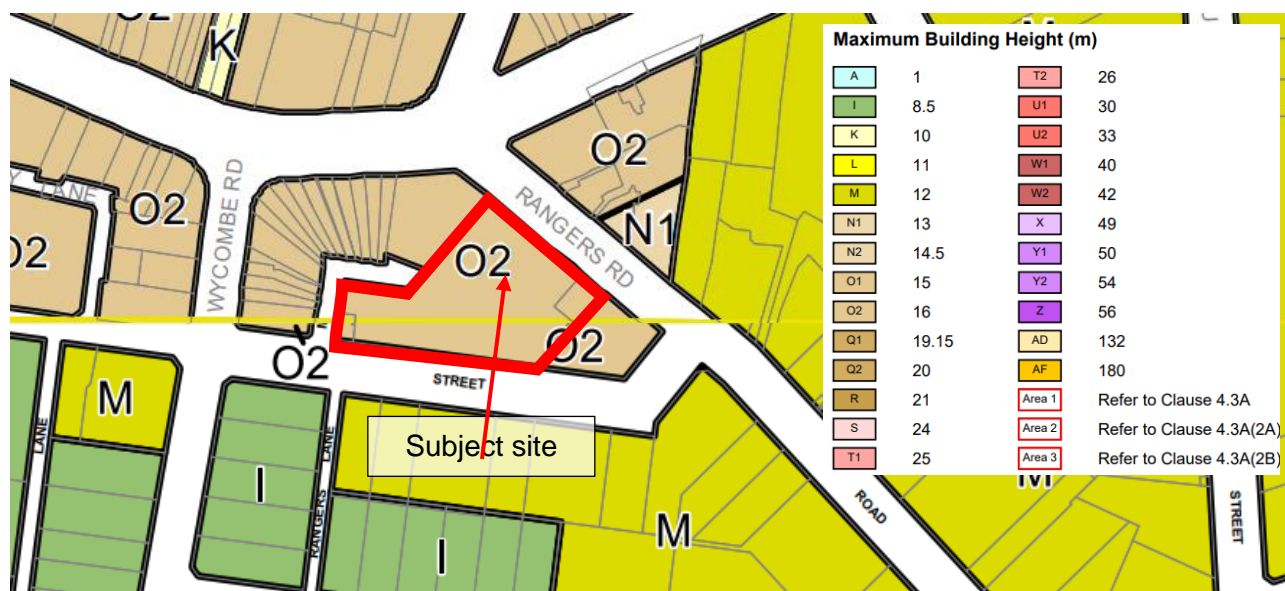 O2
K
O2
O2
O2
N1
Y LANE
WYCOMBE RD
RANGERS RD
O2
O2
O2
STREET
M
I
LANE
RANGERS LANE
Subject site
I
M
ROAD
M
STREET
Maximum Building Height (m)
A 1
I 8.5
K 10
L 11
M 12
N1 13
N2 14.5
O1 15
O2 16
Q1 19.15
Q2 20
R 21
S 24
T1 25
T2 26
U1 30
U2 33
W1 40
W2 42
X 49
Y1 50
Y2 54
Z 56
AD 132
AF 180
Area 1 Refer to Clause 4.3A
Area 2 Refer to Clause 4.3A(2A)
Area 3 Refer to Clause 4.3A(2B)